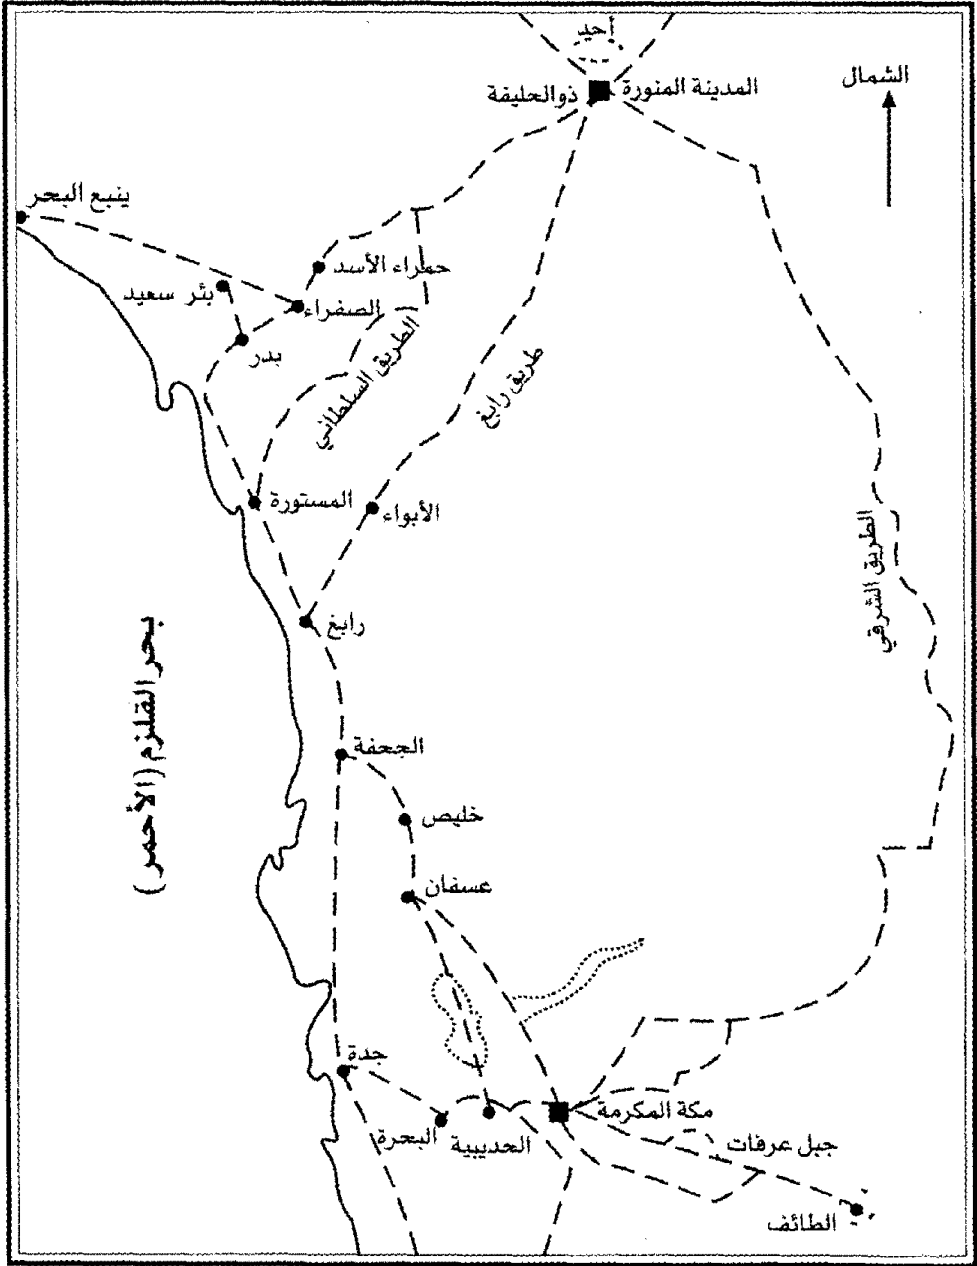 أحد
الشمال
المدينة المنورة
ذوالحليفة
ينبع البحر
حمراء الأسد
بئر سعيد
الصفراء
بدر
الطريق السلطاني
طريق رابغ
المستورة
الأبواء
الطريق الشرقي
رابغ
بحر القلزم (الأحمر)
الجحفة
خليص
عسفان
جدة
مكة المكرمة
البحرة
الحديبية
جبل عرفات
الطائف